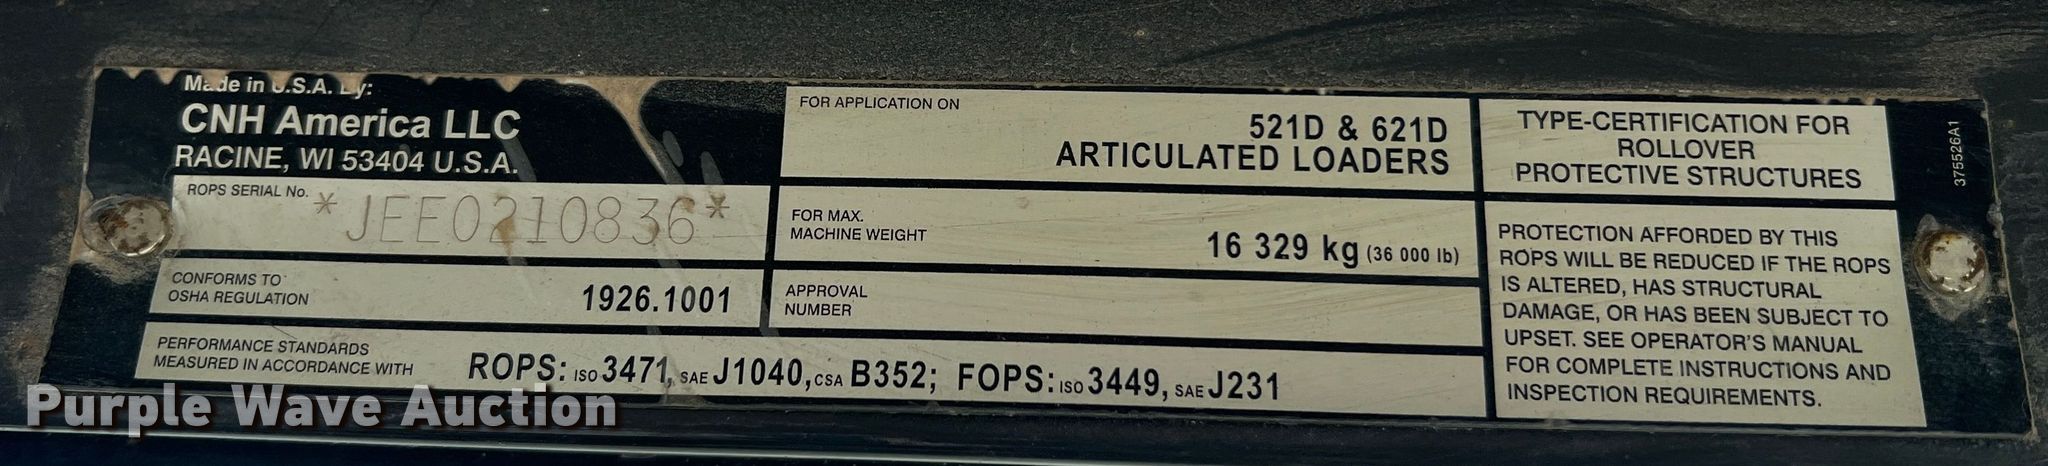 Made in U.S.A. By:
CNH America LLC
RACINE, WI 53404 U.S.A.
ROPS SERIAL No. *JEE0210836*
CONFORMS TO
OSHA REGULATION 1926.1001
PERFORMANCE STANDARDS
MEASURED IN ACCORDANCE WITH ROPS: ISO 3471, SAE J1040, CSA B352; FOPS: ISO 3449, SAE J231
FOR APPLICATION ON
521D & 621D
ARTICULATED LOADERS
FOR MAX.
MACHINE WEIGHT 16 329 kg (36 000 lb)
APPROVAL
NUMBER
TYPE-CERTIFICATION FOR
ROLLOVER
PROTECTIVE STRUCTURES
PROTECTION AFFORDED BY THIS
ROPS WILL BE REDUCED IF THE ROPS
IS ALTERED, HAS STRUCTURAL
DAMAGE, OR HAS BEEN SUBJECT TO
UPSET. SEE OPERATOR'S MANUAL
FOR COMPLETE INSTRUCTIONS AND
INSPECTION REQUIREMENTS.
375526A1
Purple Wave Auction